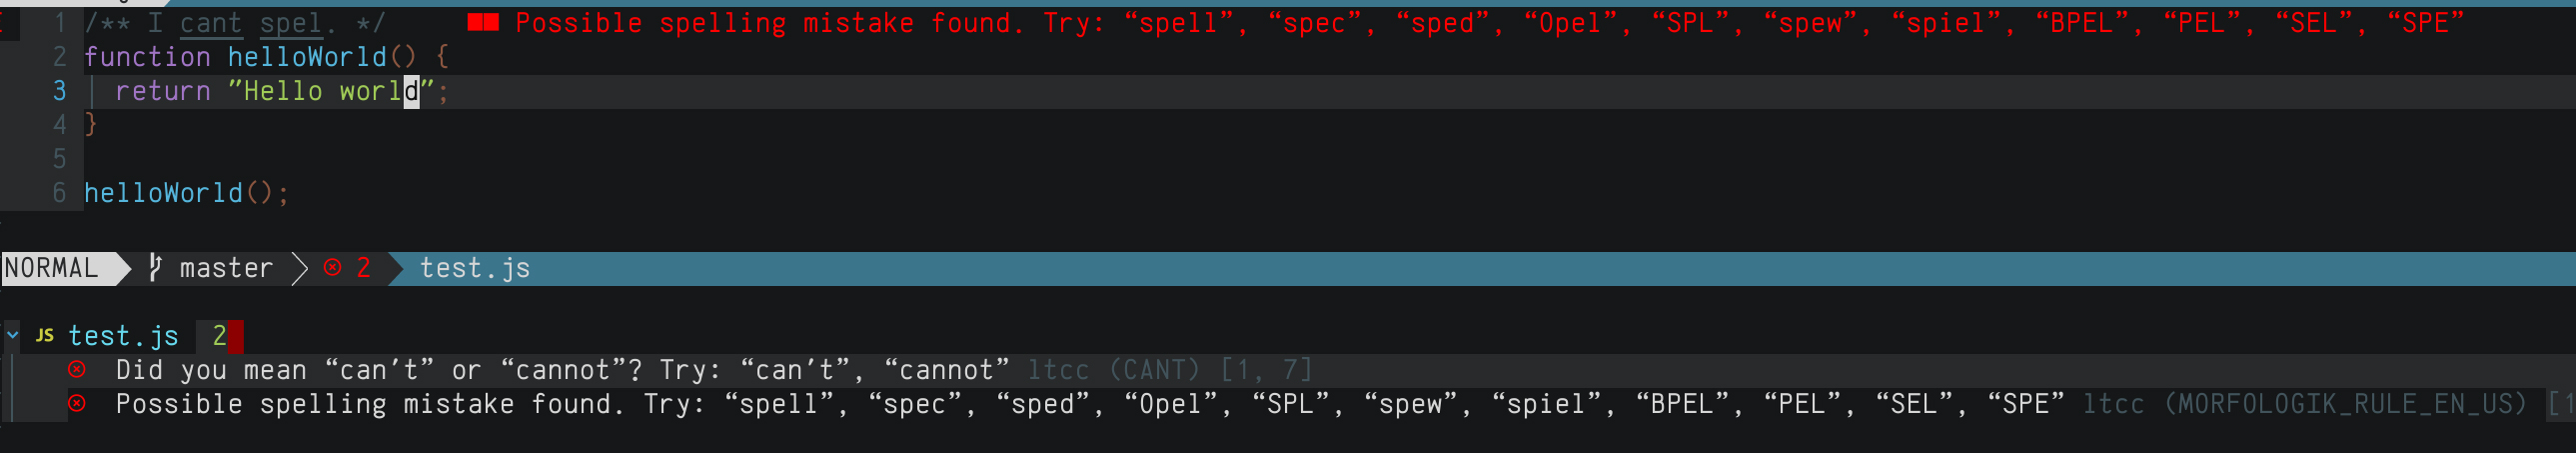 1 /** I cant spel. */ ■■ Possible spelling mistake found. Try: “spell”, “spec”, “sped”, “Opel”, “SPL”, “spew”, “spiel”, “BPEL”, “PEL”, “SEL”, “SPE”
2 function helloWorld() {
3 return "Hello world";
4 }
5
6 helloWorld();
NORMAL master 2 test.js
JS test.js 2
Did you mean “can't” or “cannot”? Try: “can't”, “cannot” ltcc (CANT) [1, 7]
Possible spelling mistake found. Try: “spell”, “spec”, “sped”, “Opel”, “SPL”, “spew”, “spiel”, “BPEL”, “PEL”, “SEL”, “SPE” ltcc (MORFOLOGIK_RULE_EN_US) [1